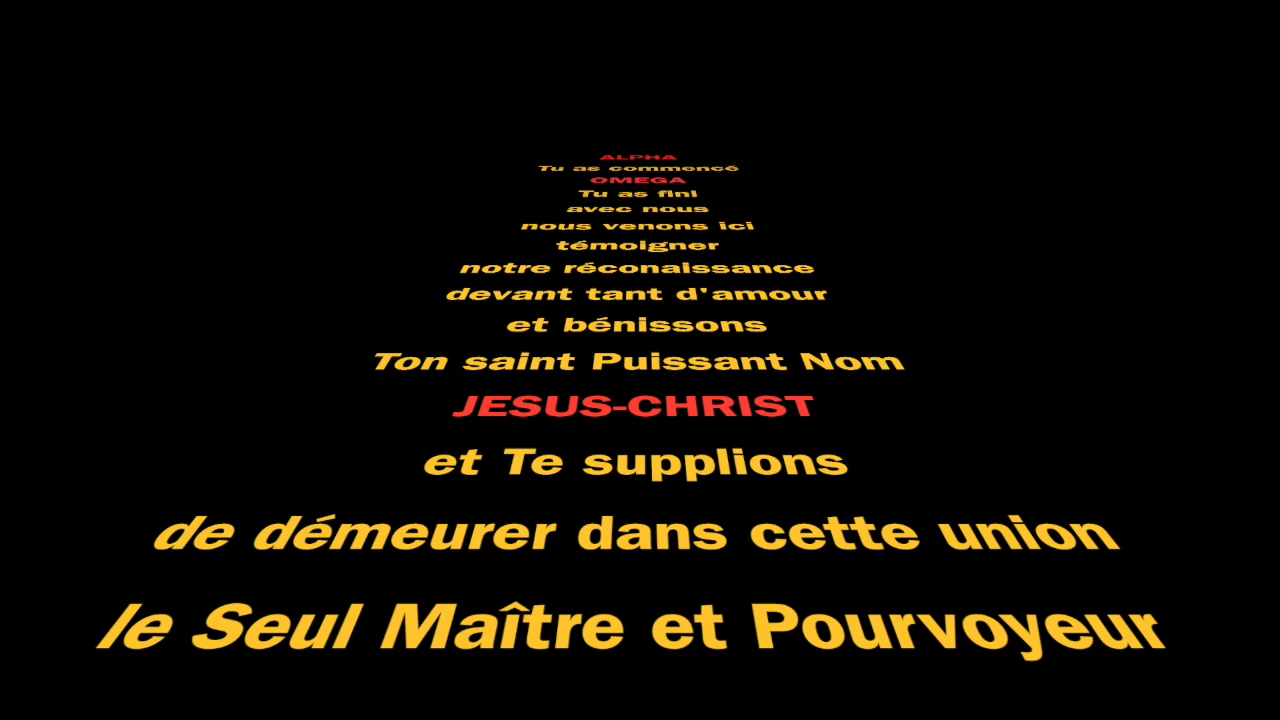 ALPHA
Tu as commencé
OMEGA
Tu as fini
avec nous
nous venons ici
témoigner
notre réconaissance
devant tant d'amour
et bénissons
Ton saint Puissant Nom
JESUS-CHRIST
et Te supplions
de démeurer dans cette union
le Seul Maître et Pourvoyeur